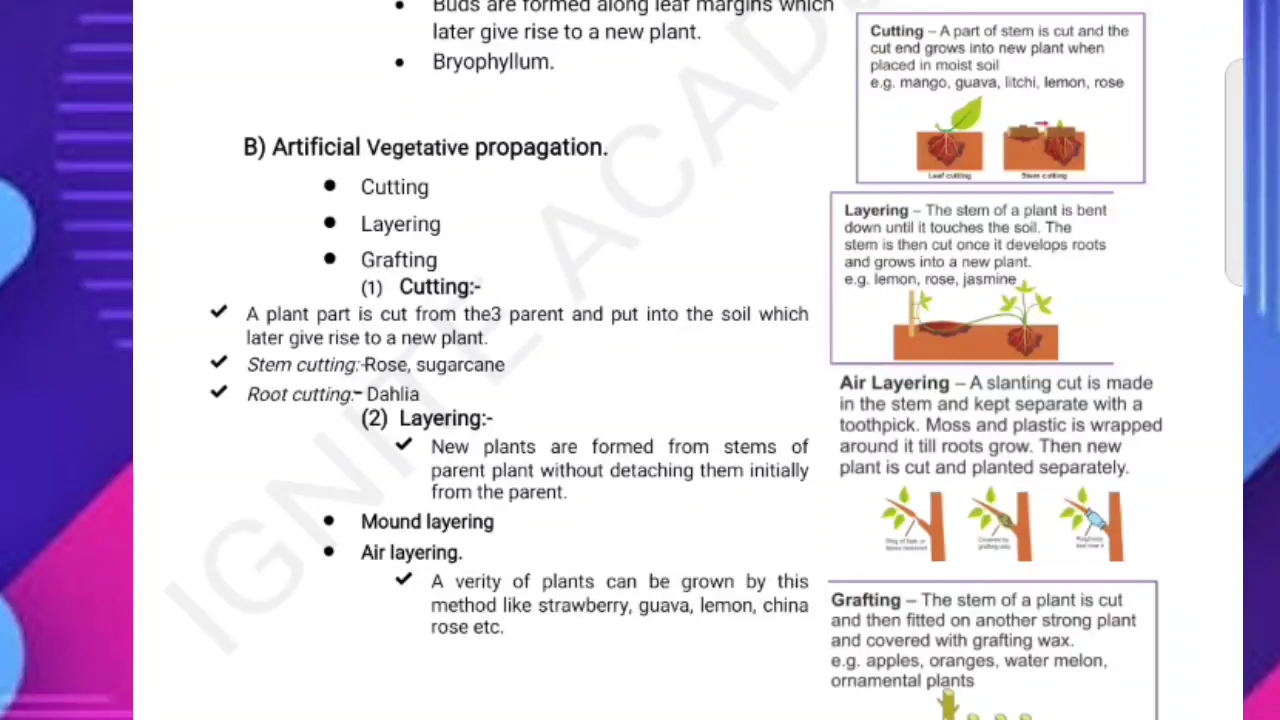 Buds are formed along leaf margins which
later give rise to a new plant.
Bryophyllum.
B) Artificial Vegetative propagation.
Cutting
Layering
Grafting
(1) Cutting:-
A plant part is cut from the3 parent and put into the soil which
later give rise to a new plant.
Stem cutting:-Rose, sugarcane
Root cutting:- Dahlia
(2) Layering:-
New plants are formed from stems of
parent plant without detaching them initially
from the parent.
Mound layering
Air layering.
A verity of plants can be grown by this
method like strawberry, guava, lemon, china
rose etc.
Cutting – A part of stem is cut and the
cut end grows into new plant when
placed in moist soil
e.g. mango, guava, litchi, lemon, rose
Leaf cutting
Stem cutting
Layering – The stem of a plant is bent
down until it touches the soil. The
stem is then cut once it develops roots
and grows into a new plant.
e.g. lemon, rose, jasmine
Air Layering – A slanting cut is made
in the stem and kept separate with a
toothpick. Moss and plastic is wrapped
around it till roots grow. Then new
plant is cut and planted separately.
Grafting – The stem of a plant is cut
and then fitted on another strong plant
and covered with grafting wax.
e.g. apples, oranges, water melon,
ornamental plants
IGNITE ACAD